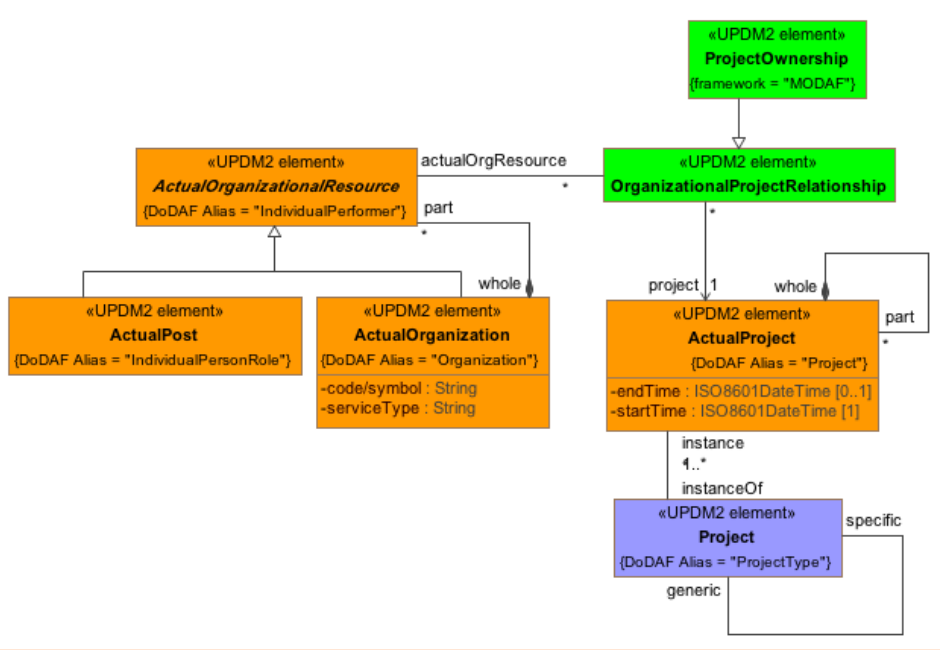 «UPDM2 element»
ProjectOwnership
{framework = "MODAF"}
«UPDM2 element»
ActualOrganizationalResource
{DoDAF Alias = "IndividualPerformer"}
actualOrgResource
*
«UPDM2 element»
OrganizationalProjectRelationship
part
*
whole
*
project
1
«UPDM2 element»
ActualPost
{DoDAF Alias = "IndividualPersonRole"}
«UPDM2 element»
ActualOrganization
{DoDAF Alias = "Organization"}
-code/symbol : String
-serviceType : String
whole
part
*
«UPDM2 element»
ActualProject
{DoDAF Alias = "Project"}
-endTime : ISO8601DateTime [0..1]
-startTime : ISO8601DateTime [1]
instance
1..*
instanceOf
«UPDM2 element»
Project
{DoDAF Alias = "ProjectType"}
specific
generic